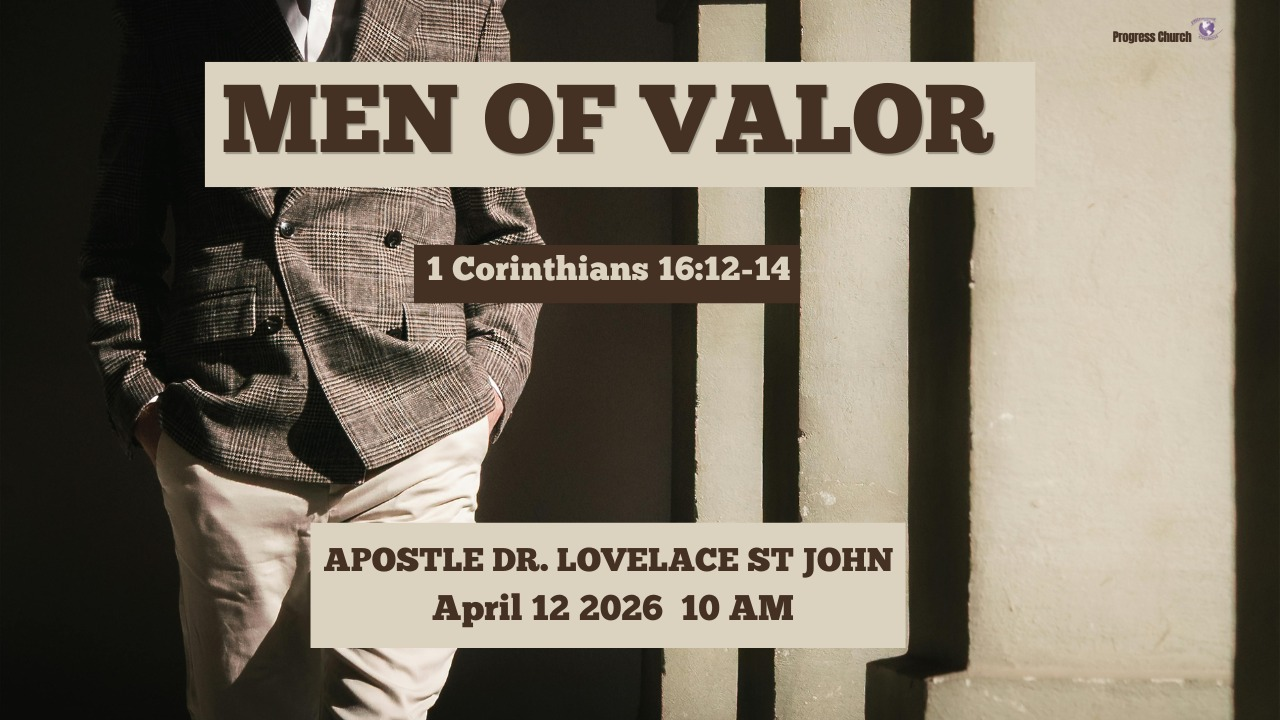 Progress Church
MEN OF VALOR
1 Corinthians 16:12-14
APOSTLE DR. LOVELACE ST JOHN
April 12 2026 10 AM